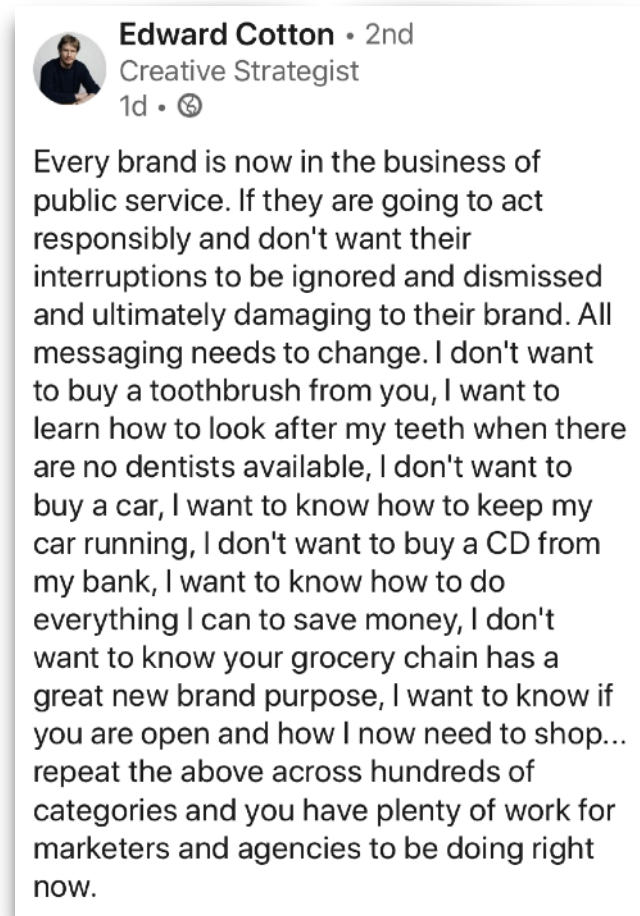 Edward Cotton • 2nd
Creative Strategist
1d •
Every brand is now in the business of
public service. If they are going to act
responsibly and don't want their
interruptions to be ignored and dismissed
and ultimately damaging to their brand. All
messaging needs to change. I don't want
to buy a toothbrush from you, I want to
learn how to look after my teeth when there
are no dentists available, I don't want to
buy a car, I want to know how to keep my
car running, I don't want to buy a CD from
my bank, I want to know how to do
everything I can to save money, I don't
want to know your grocery chain has a
great new brand purpose, I want to know if
you are open and how I now need to shop...
repeat the above across hundreds of
categories and you have plenty of work for
marketers and agencies to be doing right
now.